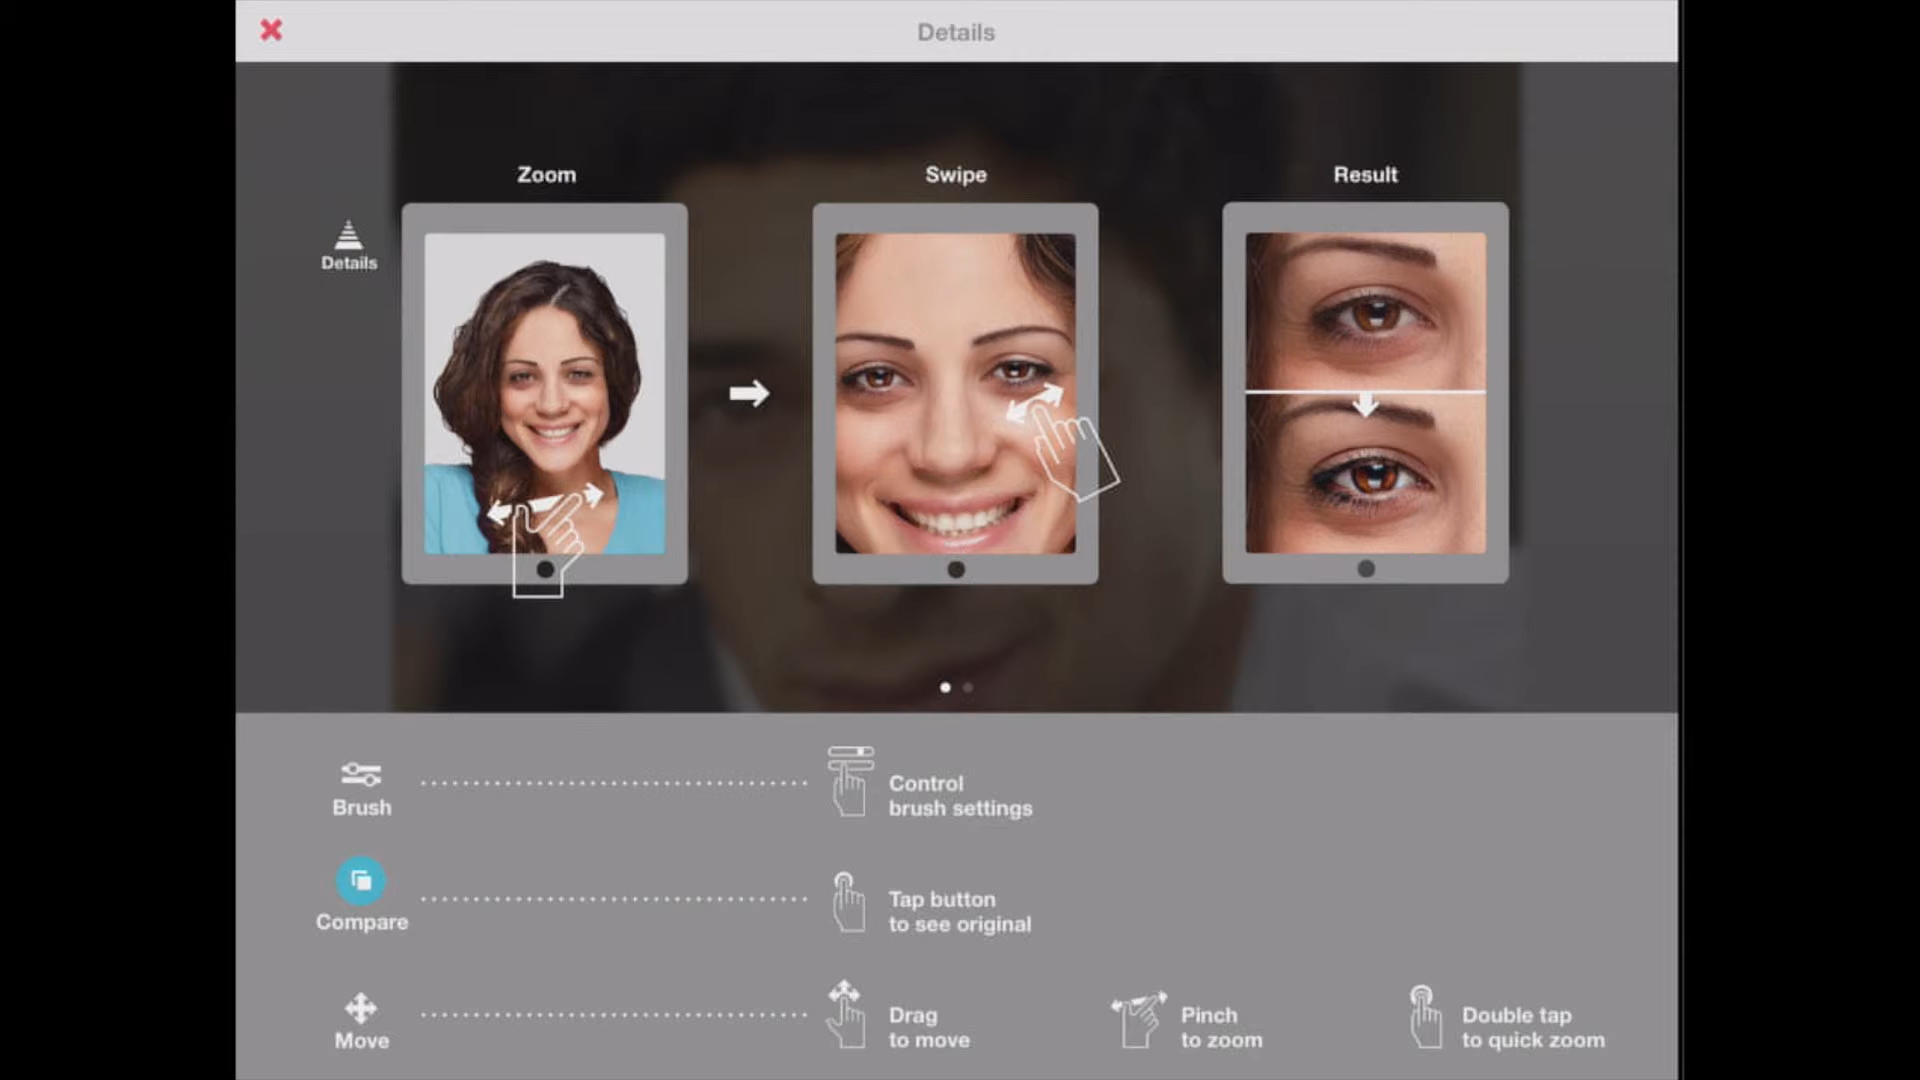 Details
Zoom
Swipe
Result
Details
Brush
Control
brush settings
Compare
Tap button
to see original
Move
Drag
to move
Pinch
to zoom
Double tap
to quick zoom